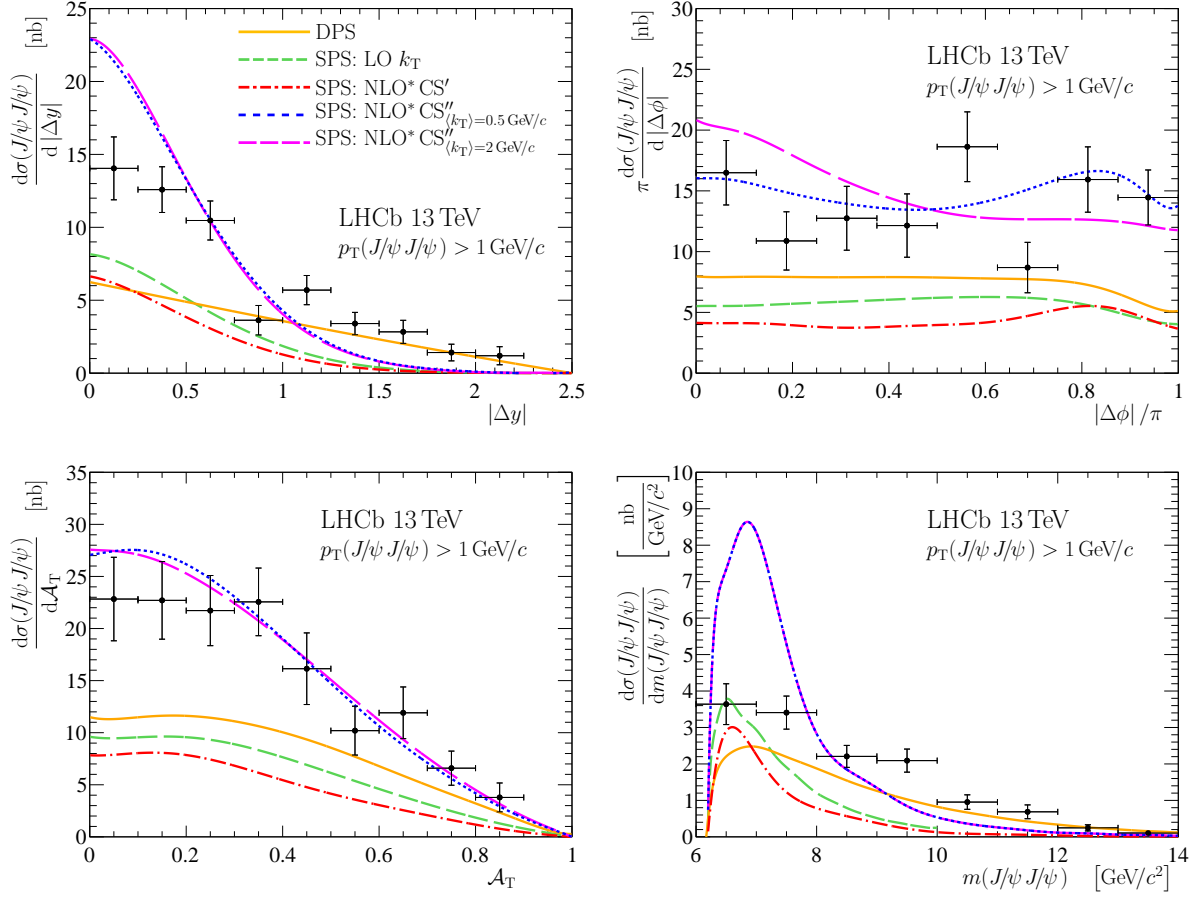 dσ(J/ψ J/ψ)/d |Δy| [nb]
30
25
20
15
10
5
0
DPS
SPS: LO k_T
SPS: NLO* CS′
SPS: NLO* CS″_⟨k_T⟩=0.5 GeV/c
SPS: NLO* CS″_⟨k_T⟩=2 GeV/c
LHCb 13 TeV
p_T(J/ψ J/ψ) > 1 GeV/c
0 0.5 1 1.5 2 2.5
|Δy|
π dσ(J/ψ J/ψ)/d |Δϕ| [nb]
30
25
20
15
10
5
0
LHCb 13 TeV
p_T(J/ψ J/ψ) > 1 GeV/c
0 0.2 0.4 0.6 0.8 1
|Δϕ| /π
dσ(J/ψ J/ψ)/d𝒜_T [nb]
35
30
25
20
15
10
5
0
LHCb 13 TeV
p_T(J/ψ J/ψ) > 1 GeV/c
0 0.2 0.4 0.6 0.8 1
𝒜_T
dσ(J/ψ J/ψ)/dm(J/ψ J/ψ) [nb/GeV/c²]
10
9
8
7
6
5
4
3
2
1
0
LHCb 13 TeV
p_T(J/ψ J/ψ) > 1 GeV/c
6 8 10 12 14
m(J/ψ J/ψ) [GeV/c²]